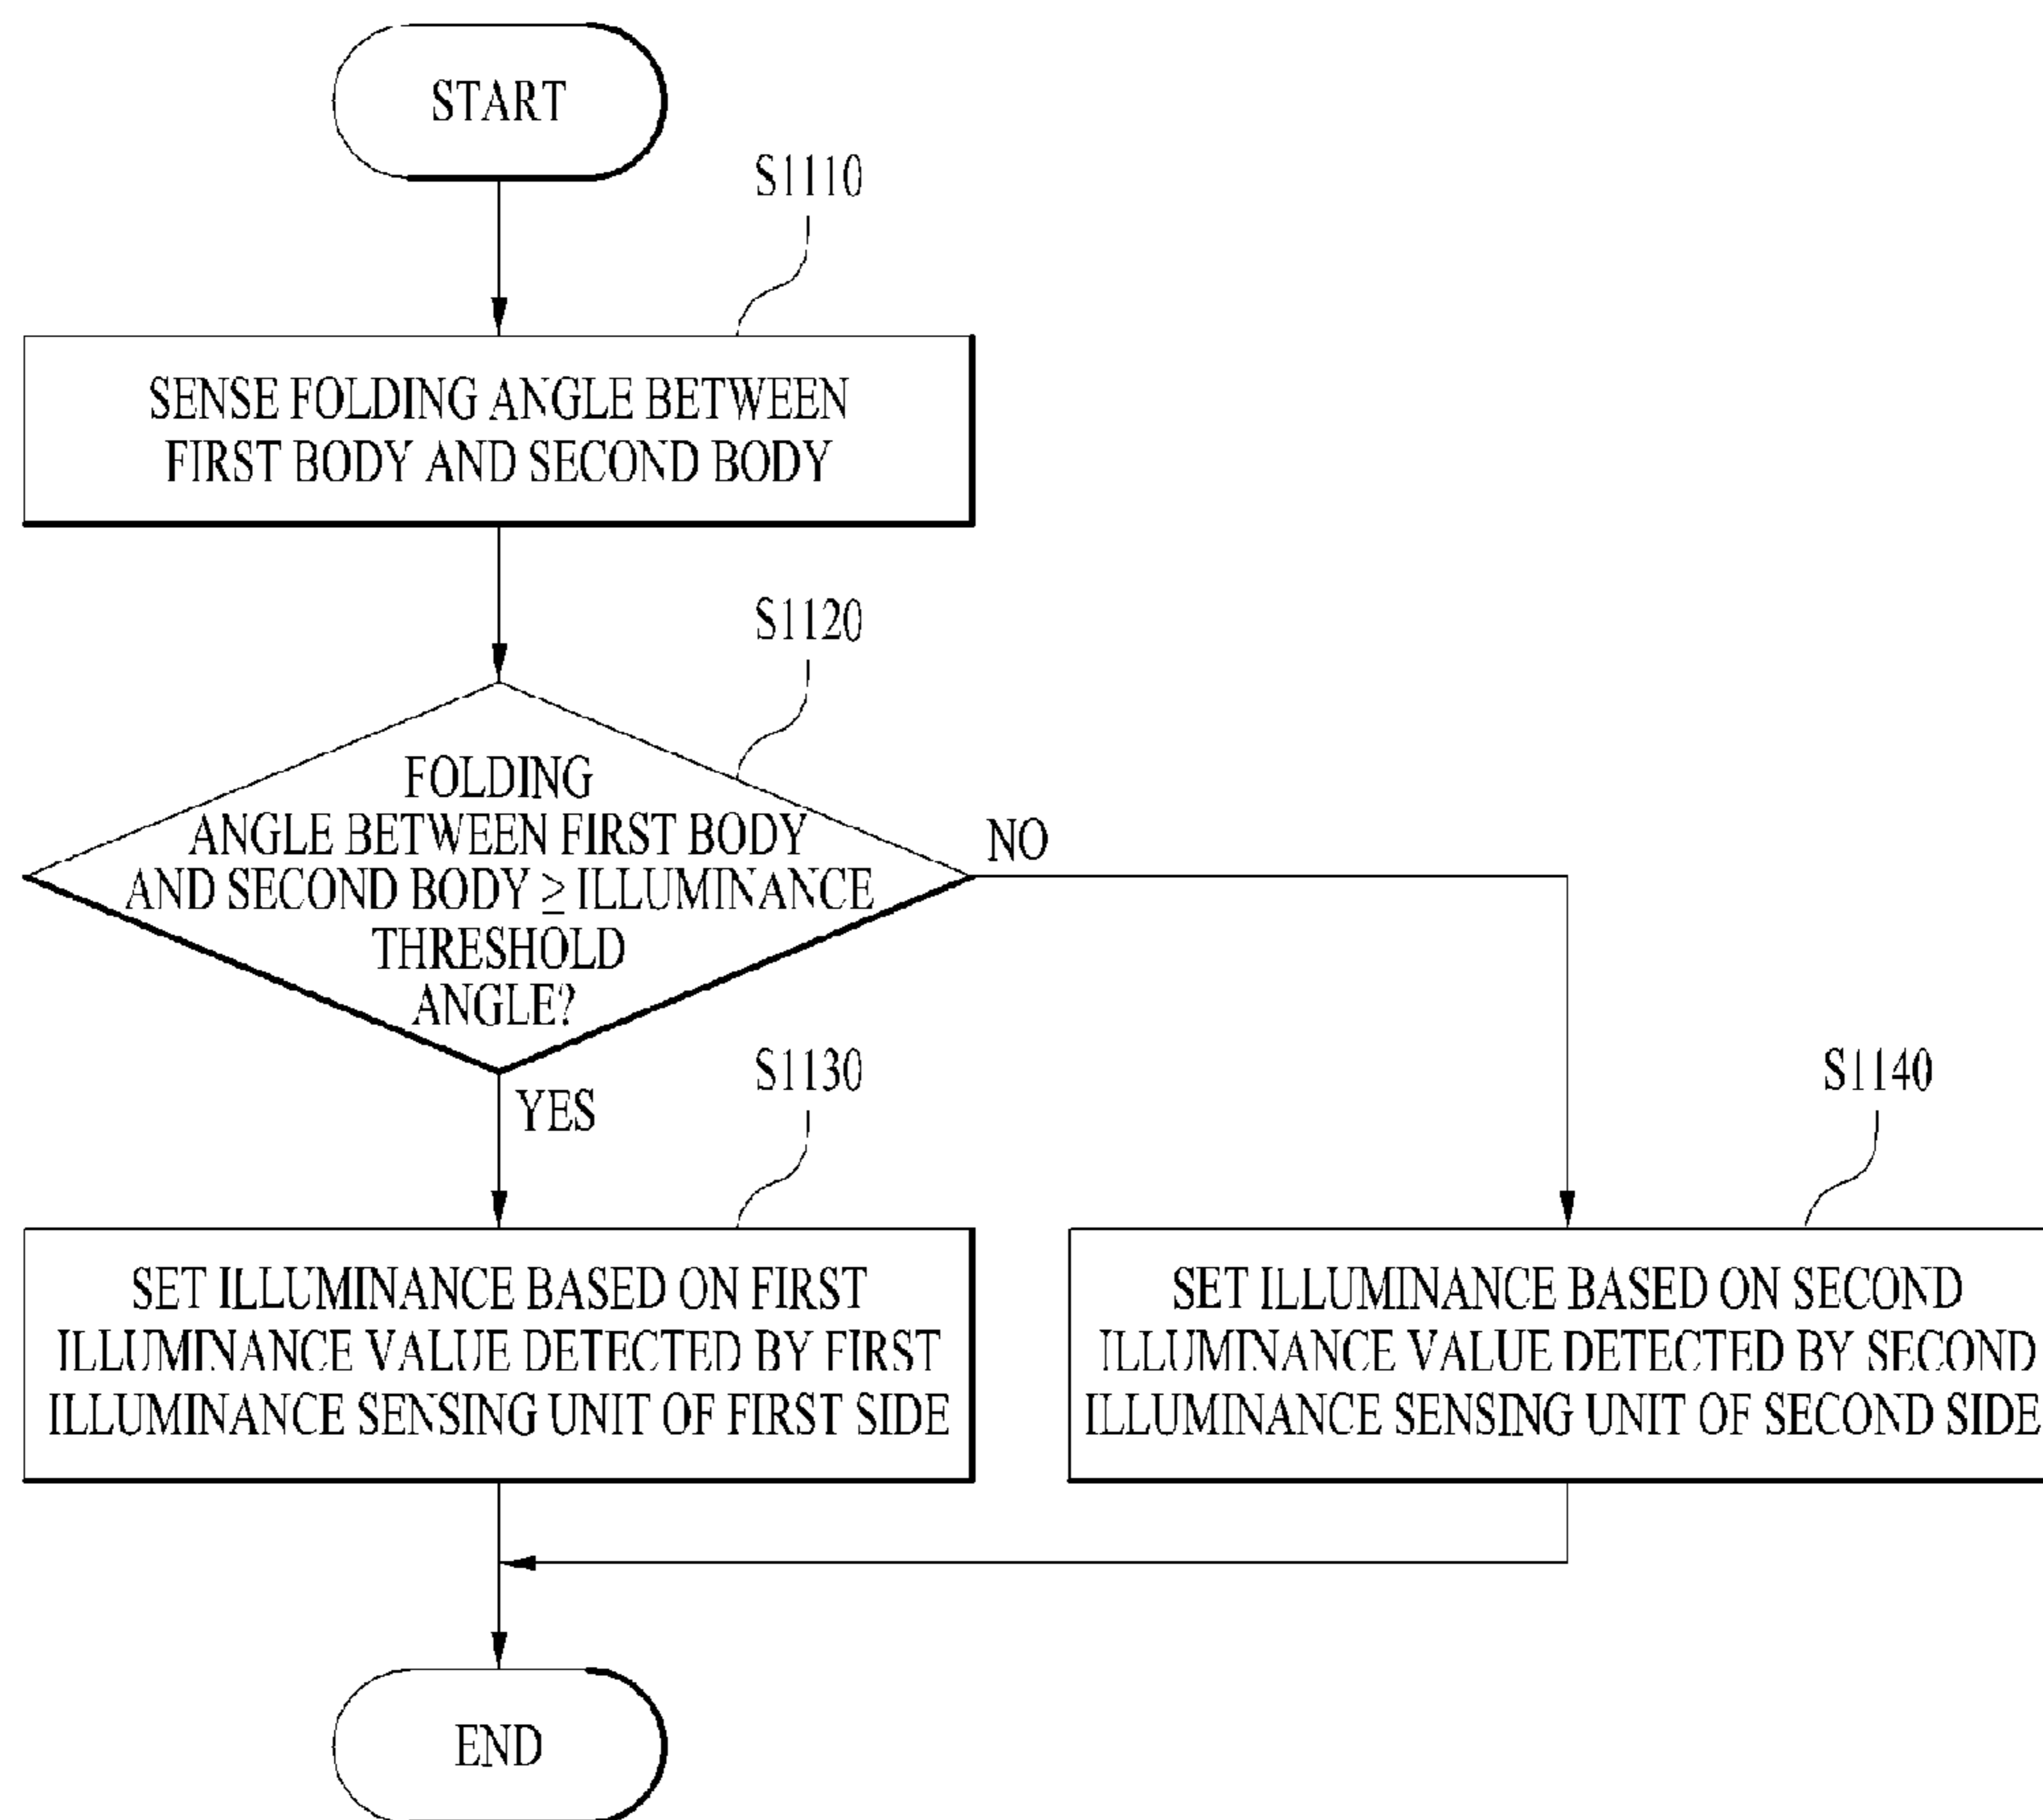 START
S1110
SENSE FOLDING ANGLE BETWEEN
FIRST BODY AND SECOND BODY
S1120
FOLDING
ANGLE BETWEEN FIRST BODY
AND SECOND BODY ≥ ILLUMINANCE
THRESHOLD
ANGLE?
NO
YES
S1130
SET ILLUMINANCE BASED ON FIRST
ILLUMINANCE VALUE DETECTED BY FIRST
ILLUMINANCE SENSING UNIT OF FIRST SIDE
S1140
SET ILLUMINANCE BASED ON SECOND
ILLUMINANCE VALUE DETECTED BY SECOND
ILLUMINANCE SENSING UNIT OF SECOND SIDE
END